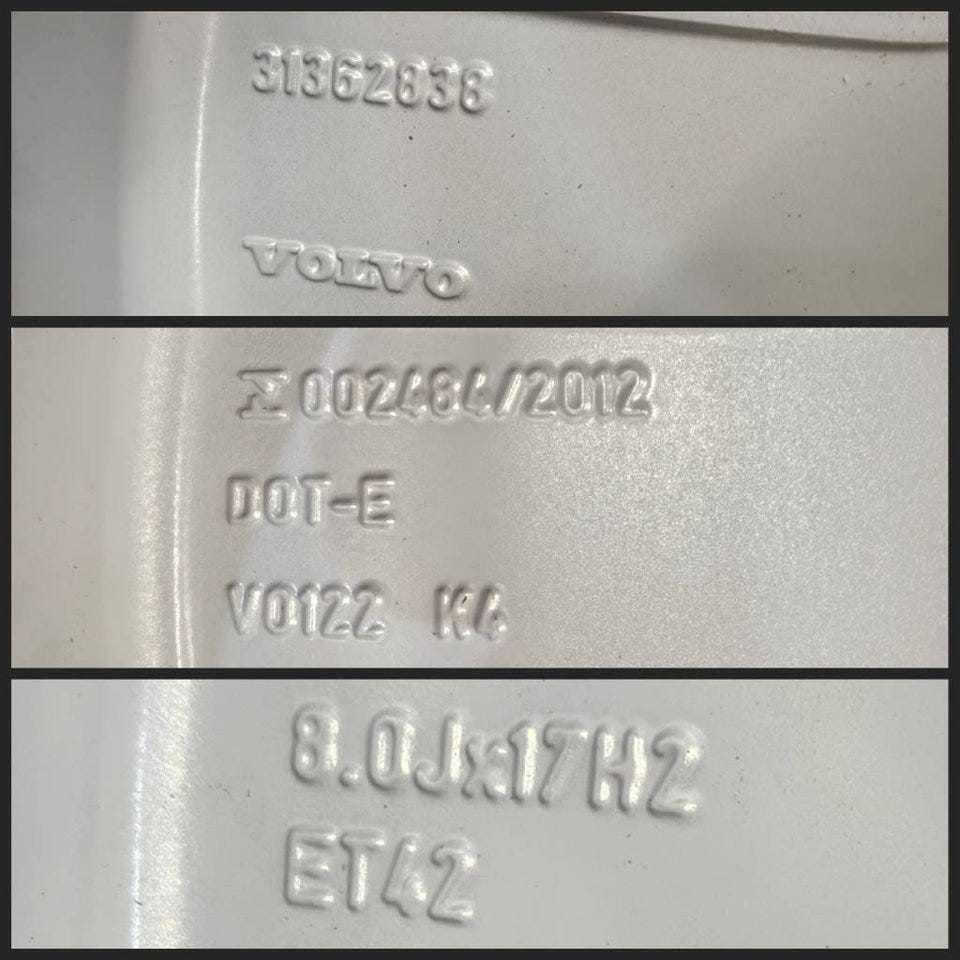 31362838
VOLVO
002484/2012
DOT-E
V0122 K4
8.0Jx17H2
ET42